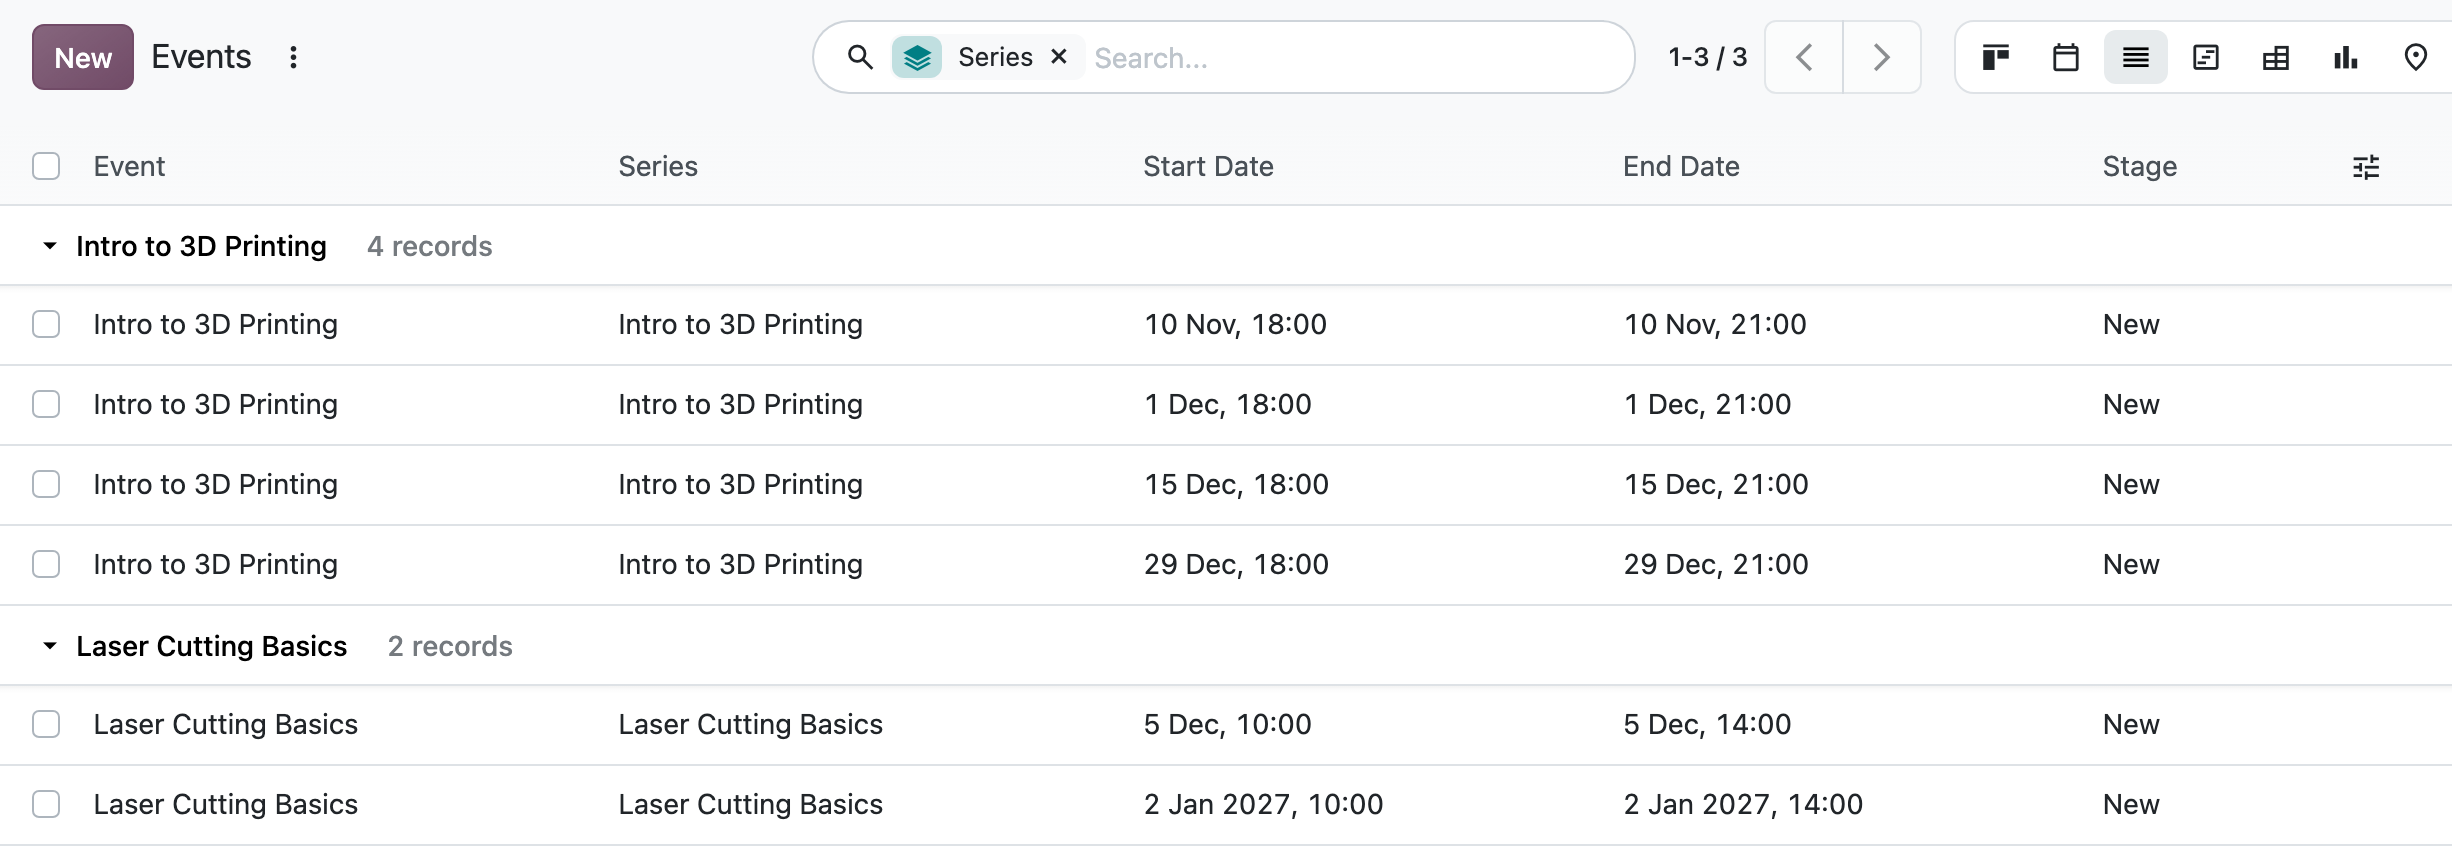 New Events Series Search... 1-3 / 3
Event Series Start Date End Date Stage
Intro to 3D Printing 4 records
Intro to 3D Printing Intro to 3D Printing 10 Nov, 18:00 10 Nov, 21:00 New
Intro to 3D Printing Intro to 3D Printing 1 Dec, 18:00 1 Dec, 21:00 New
Intro to 3D Printing Intro to 3D Printing 15 Dec, 18:00 15 Dec, 21:00 New
Intro to 3D Printing Intro to 3D Printing 29 Dec, 18:00 29 Dec, 21:00 New
Laser Cutting Basics 2 records
Laser Cutting Basics Laser Cutting Basics 5 Dec, 10:00 5 Dec, 14:00 New
Laser Cutting Basics Laser Cutting Basics 2 Jan 2027, 10:00 2 Jan 2027, 14:00 New